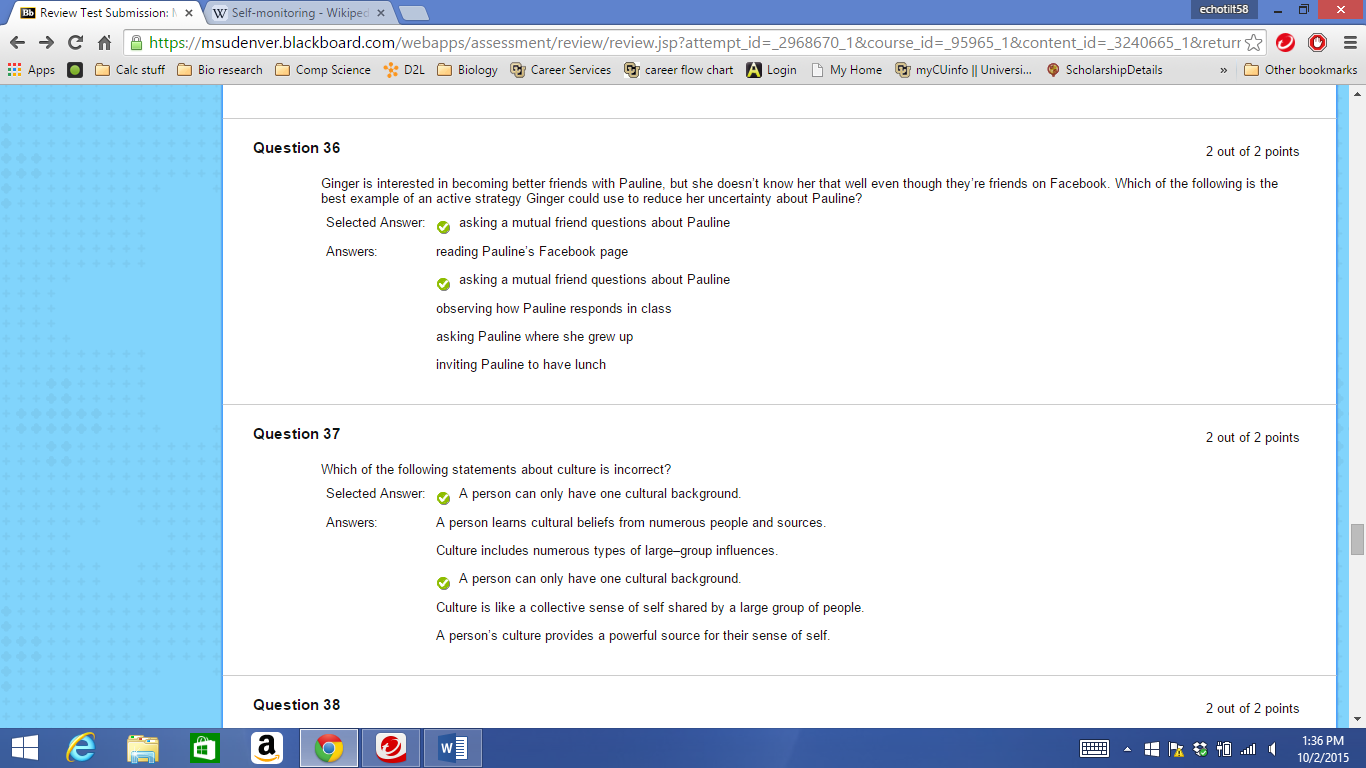 Bb Review Test Submission: M
W Self-monitoring - Wikiped
echotilt58
https://msudenver.blackboard.com/webapps/assessment/review/review.jsp?attempt_id=_2968670_1&course_id=_95965_1&content_id=_3240665_1&return
Apps Calc stuff Bio research Comp Science D2L Biology Career Services career flow chart A Login My Home myCUinfo || Universi... ScholarshipDetails » Other bookmarks
Question 36
2 out of 2 points
Ginger is interested in becoming better friends with Pauline, but she doesn’t know her that well even though they’re friends on Facebook. Which of the following is the
best example of an active strategy Ginger could use to reduce her uncertainty about Pauline?
Selected Answer: asking a mutual friend questions about Pauline
Answers: reading Pauline’s Facebook page
asking a mutual friend questions about Pauline
observing how Pauline responds in class
asking Pauline where she grew up
inviting Pauline to have lunch
Question 37
2 out of 2 points
Which of the following statements about culture is incorrect?
Selected Answer: A person can only have one cultural background.
Answers: A person learns cultural beliefs from numerous people and sources.
Culture includes numerous types of large–group influences.
A person can only have one cultural background.
Culture is like a collective sense of self shared by a large group of people.
A person’s culture provides a powerful source for their sense of self.
Question 38
2 out of 2 points
1:36 PM
10/2/2015